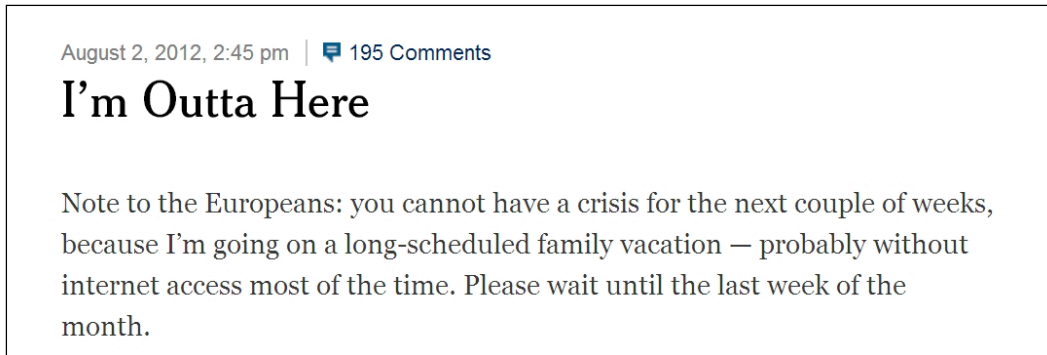 August 2, 2012, 2:45 pm | 195 Comments
I’m Outta Here
Note to the Europeans: you cannot have a crisis for the next couple of weeks,
because I’m going on a long-scheduled family vacation — probably without
internet access most of the time. Please wait until the last week of the
month.